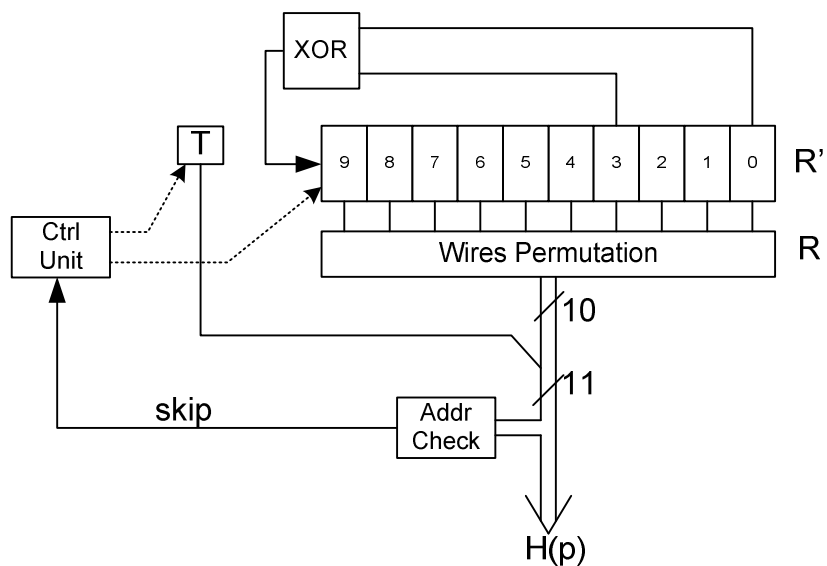 XOR
T
9 8 7 6 5 4 3 2 1 0
R’
Ctrl
Unit
Wires Permutation
R
10
11
skip
Addr
Check
H(p)